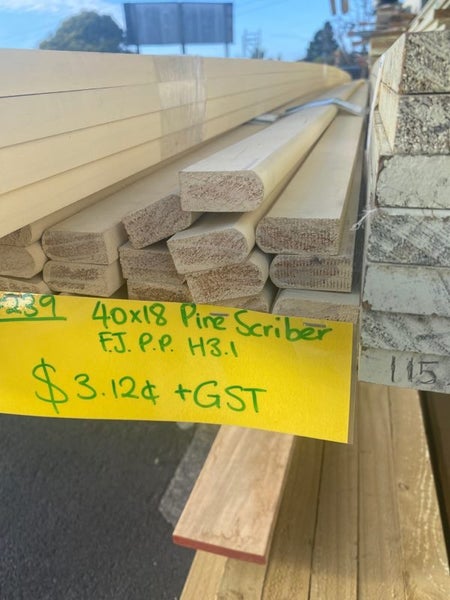 239 40x18 Pine Scriber
F.J. P.P. H3.1
$3.12¢ +GST
115